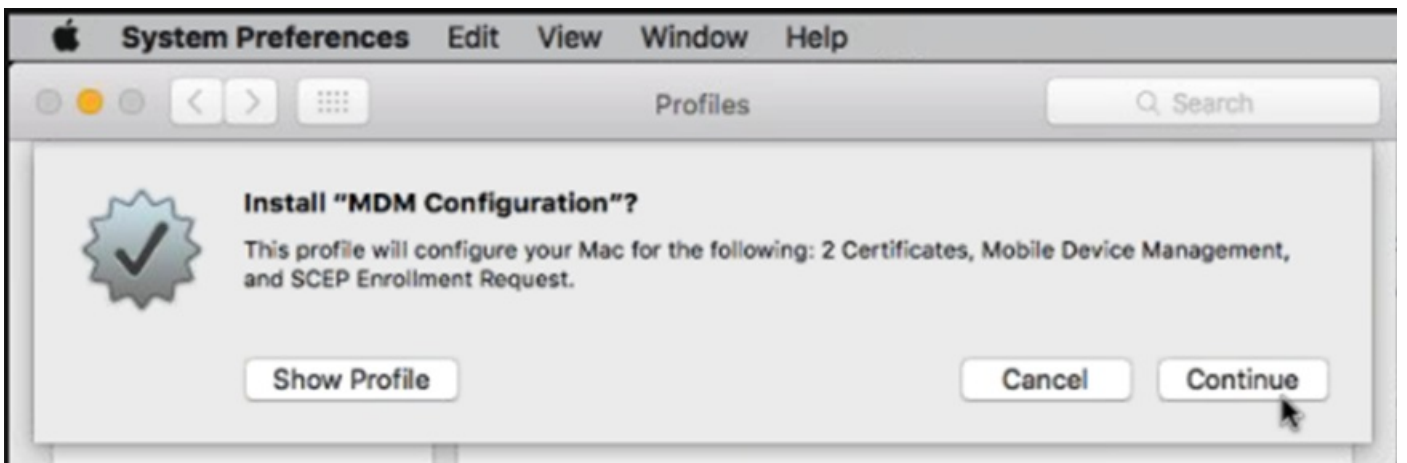 System Preferences Edit View Window Help
Profiles
Search
Install "MDM Configuration"?
This profile will configure your Mac for the following: 2 Certificates, Mobile Device Management,
and SCEP Enrollment Request.
Show Profile
Cancel
Continue